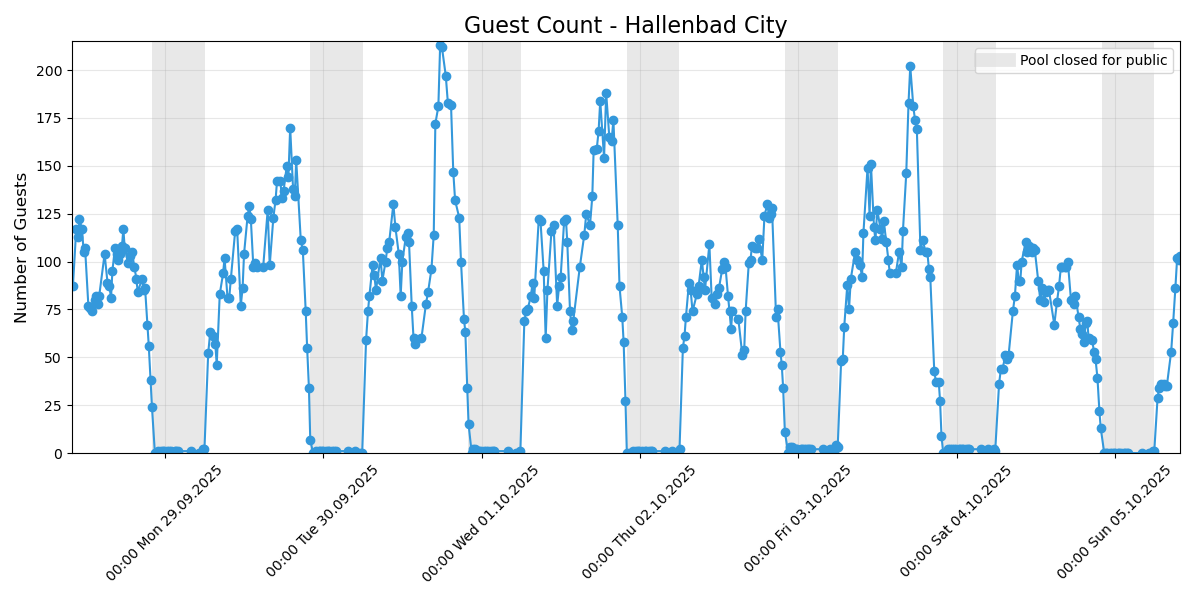 Guest Count - Hallenbad City
Pool closed for public
Number of Guests
200
175
150
125
100
75
50
25
0
00:00 Mon 29.09.2025
00:00 Tue 30.09.2025
00:00 Wed 01.10.2025
00:00 Thu 02.10.2025
00:00 Fri 03.10.2025
00:00 Sat 04.10.2025
00:00 Sun 05.10.2025